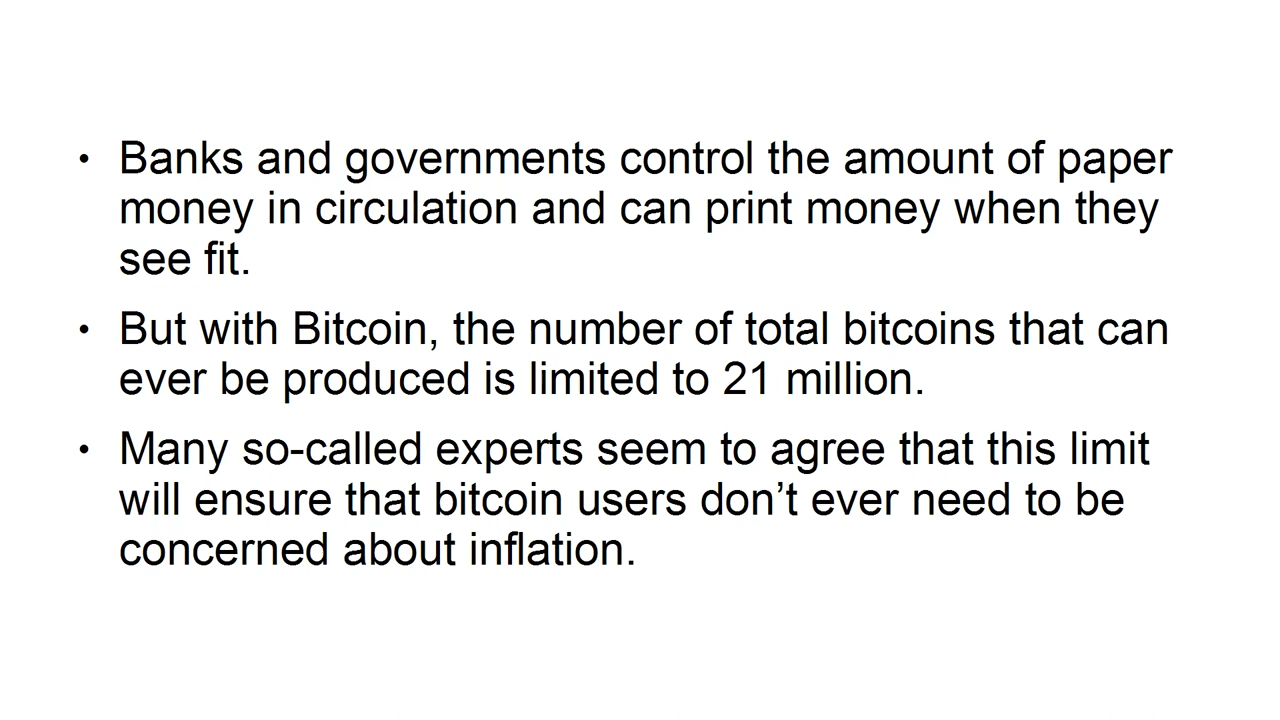 • Banks and governments control the amount of paper
money in circulation and can print money when they
see fit.
• But with Bitcoin, the number of total bitcoins that can
ever be produced is limited to 21 million.
• Many so-called experts seem to agree that this limit
will ensure that bitcoin users don’t ever need to be
concerned about inflation.